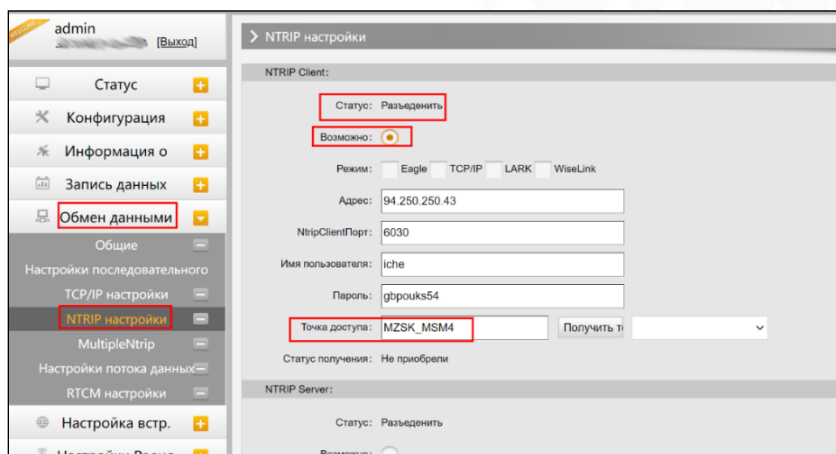 WELCOME
admin
[Выход]
Статус
Конфигурация
Информация о
Запись данных
Обмен данными
Общие
Настройки последовательного
TCP/IP настройки
NTRIP настройки
MultipleNtrip
Настройки потока данных
RTCM настройки
Настройка встр.
NTRIP настройки
NTRIP Client:
Статус: Разъеденить
Возможно:
Режим: Eagle TCP/IP LARK WiseLink
Адрес: 94.250.250.43
NtripClientПорт: 6030
Имя пользователя: iche
Пароль: gbpouks54
Точка доступа: MZSK_MSM4 Получить т
Статус получения: Не приобрели
NTRIP Server:
Статус: Разъеденить
Возможно: